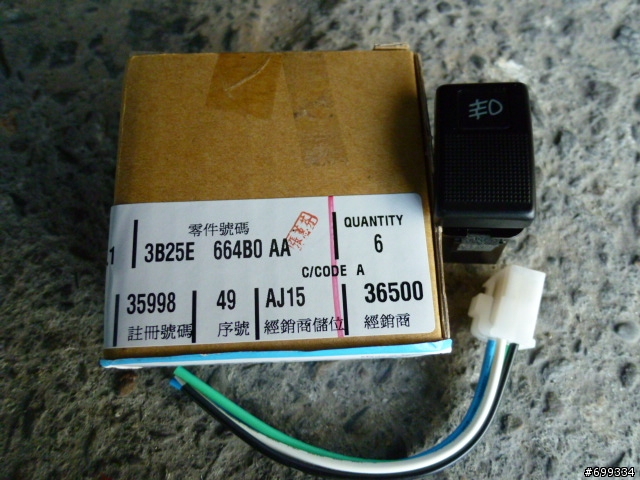 零件號碼
QUANTITY
1 3B25E 664B0 AA 6
C/CODE A
35998 49 AJ15 36500
註冊號碼 序號 經銷商儲位 經銷商
#699334